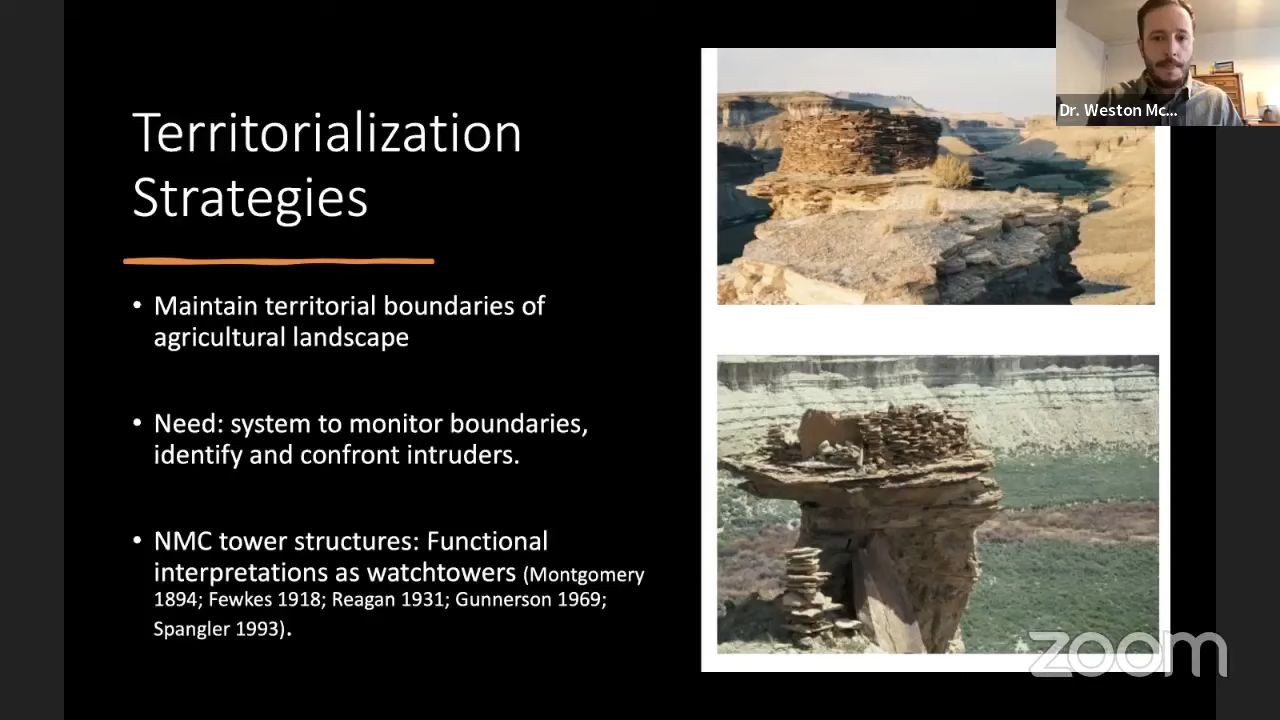 Territorialization
Strategies
• Maintain territorial boundaries of
agricultural landscape
• Need: system to monitor boundaries,
identify and confront intruders.
• NMC tower structures: Functional
interpretations as watchtowers (Montgomery
1894; Fewkes 1918; Reagan 1931; Gunnerson 1969;
Spangler 1993).
Dr. Weston Mc...
zoom